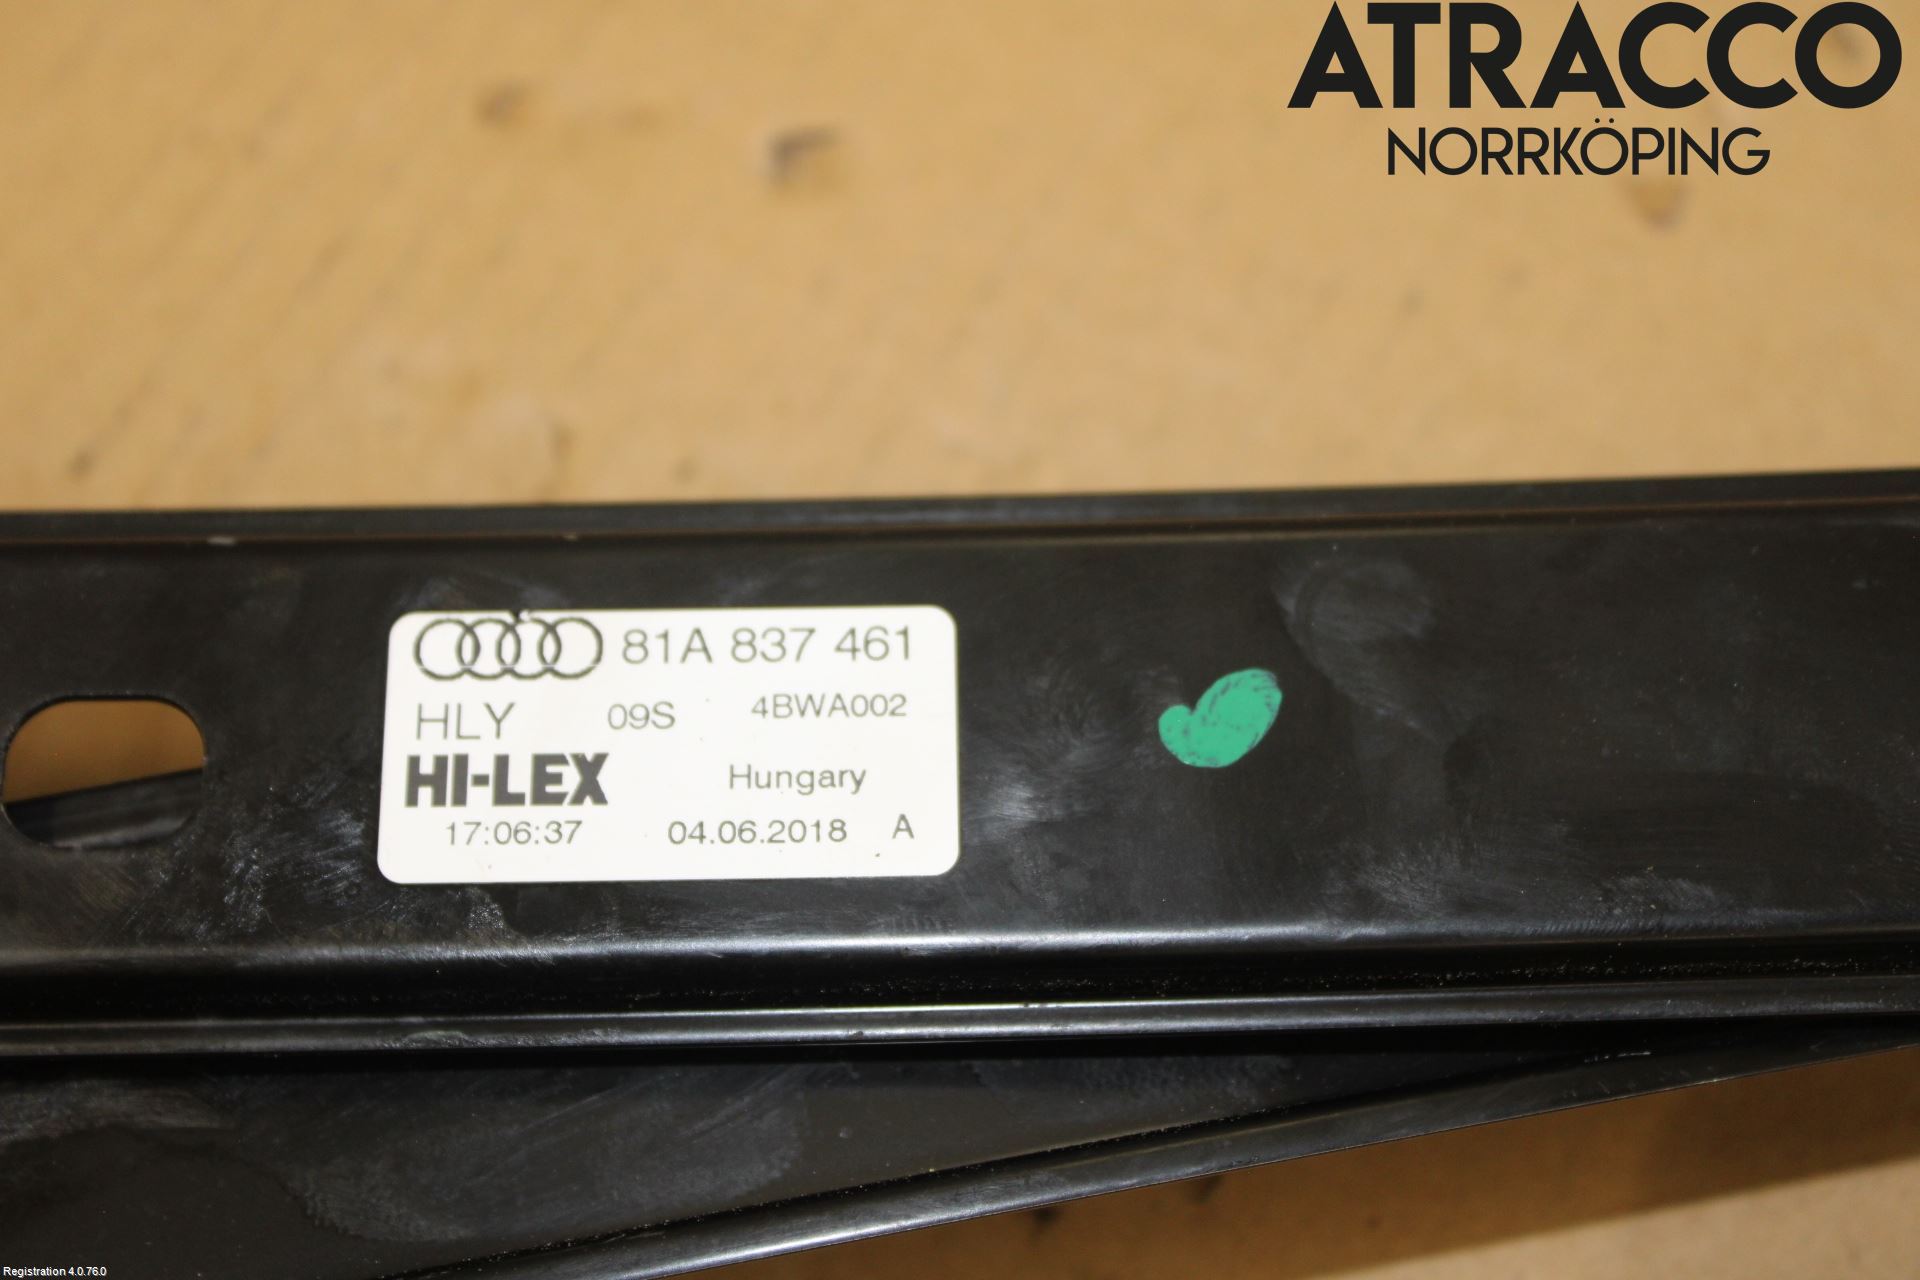 ATRACCO
NORRKÖPING
81A 837 461
HLY 09S 4BWA002
HI-LEX Hungary
17:06:37 04.06.2018 A
Registration 4.0.76.0